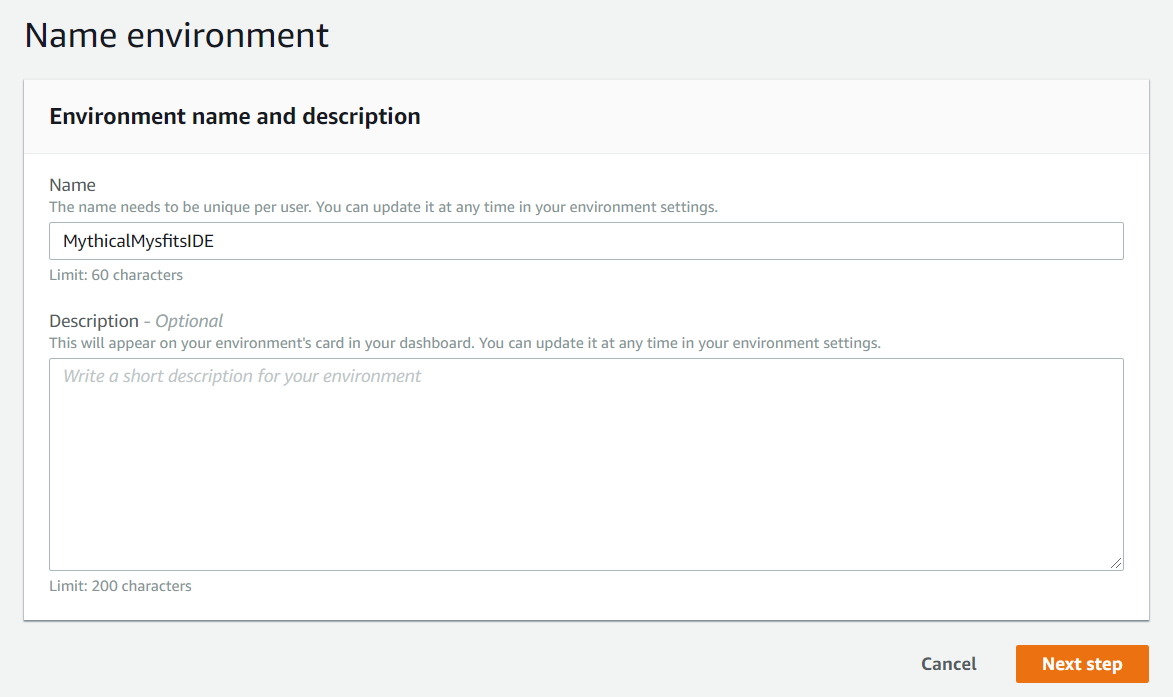 Name environment
Environment name and description
Name
The name needs to be unique per user. You can update it at any time in your environment settings.
MythicalMysfitsIDE
Limit: 60 characters
Description - Optional
This will appear on your environment's card in your dashboard. You can update it at any time in your environment settings.
Write a short description for your environment
Limit: 200 characters
Cancel Next step